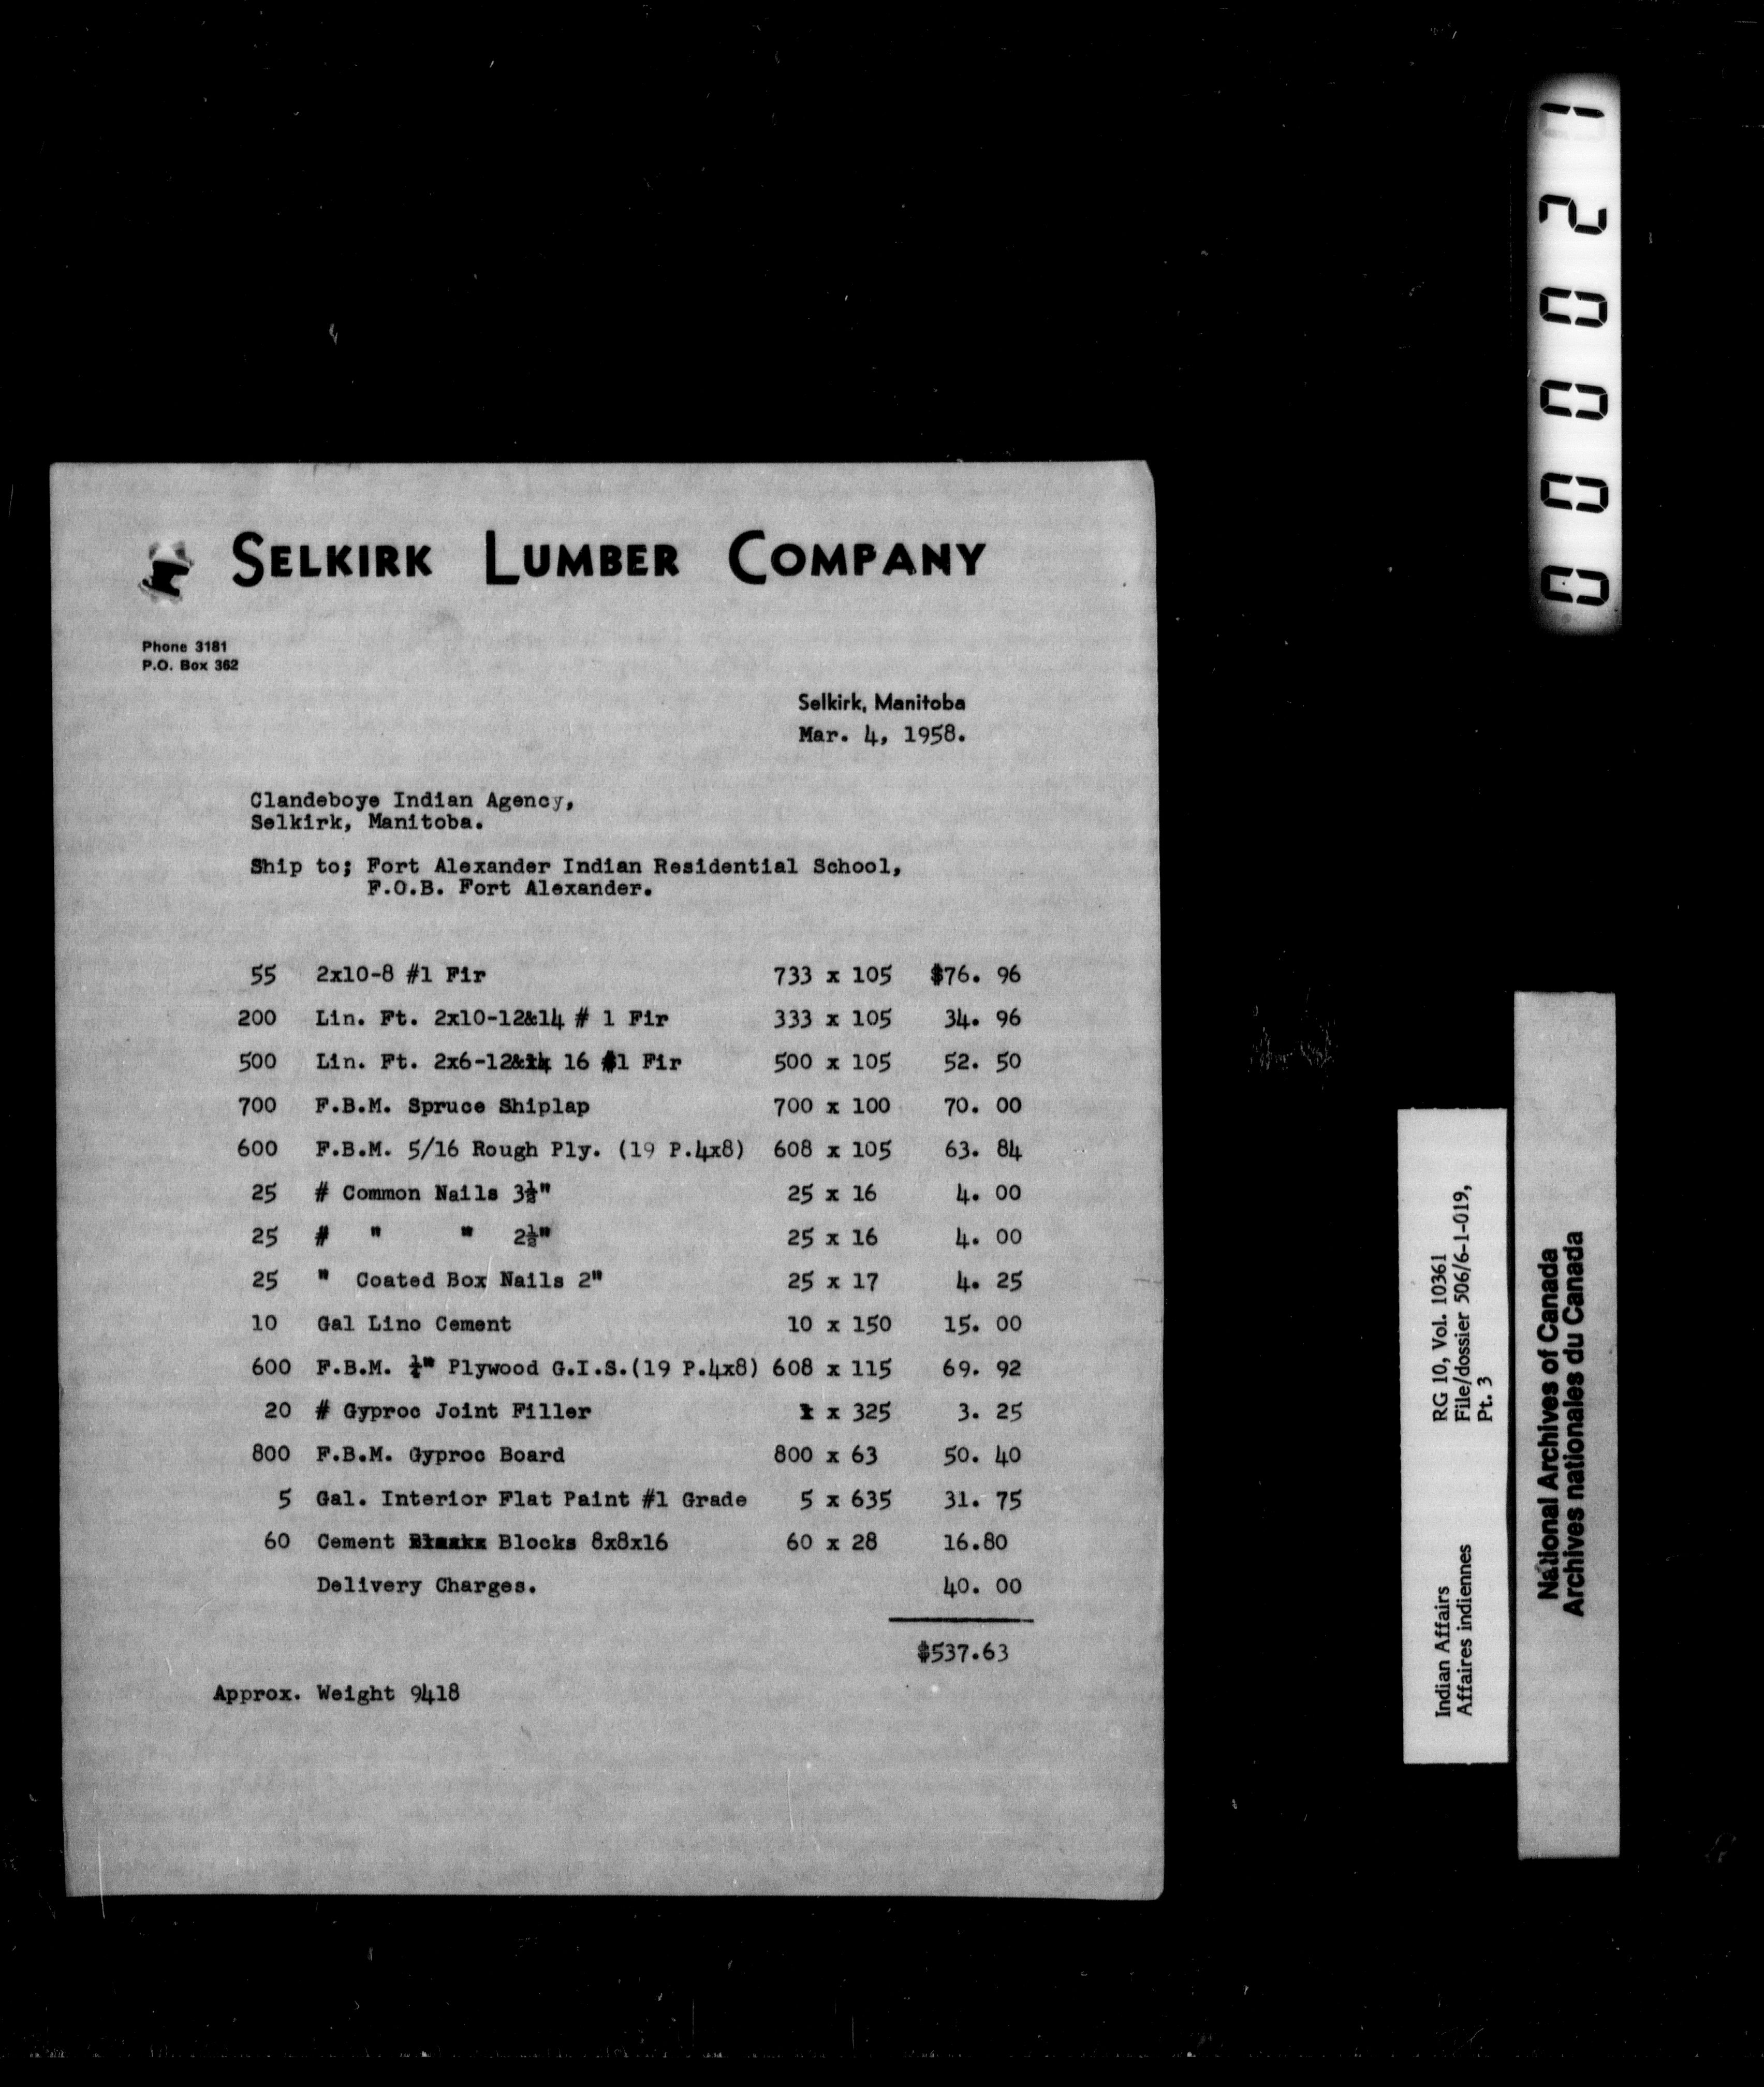 SELKIRK LUMBER COMPANY
Phone 3181
P.O. Box 362
Selkirk, Manitoba
Mar. 4, 1958.
Clandeboye Indian Agency,
Selkirk, Manitoba.
Ship to; Fort Alexander Indian Residential School,
F.O.B. Fort Alexander.
55 2x10-8 #1 Fir 733 x 105 $76. 96
200 Lin. Ft. 2x10-12&14 # 1 Fir 333 x 105 34. 96
500 Lin. Ft. 2x6-12& 16 #1 Fir 500 x 105 52. 50
700 F.B.M. Spruce Shiplap 700 x 100 70. 00
600 F.B.M. 5/16 Rough Ply. (19 P.4x8) 608 x 105 63. 84
25 # Common Nails 3½" 25 x 16 4. 00
25 # " " 2½" 25 x 16 4. 00
25 " Coated Box Nails 2" 25 x 17 4. 25
10 Gal Lino Cement 10 x 150 15. 00
600 F.B.M. ¼" Plywood G.I.S.(19 P.4x8) 608 x 115 69. 92
20 # Gyproc Joint Filler 1 x 325 3. 25
800 F.B.M. Gyproc Board 800 x 63 50. 40
5 Gal. Interior Flat Paint #1 Grade 5 x 635 31. 75
60 Cement Blocks 8x8x16 60 x 28 16.80
Delivery Charges. 40. 00
$537.63
Approx. Weight 9418
000021
Indian Affairs
Affaires indiennes
RG 10, Vol. 10361
File/dossier 506/6-1-019,
Pt. 3
National Archives of Canada
Archives nationales du Canada